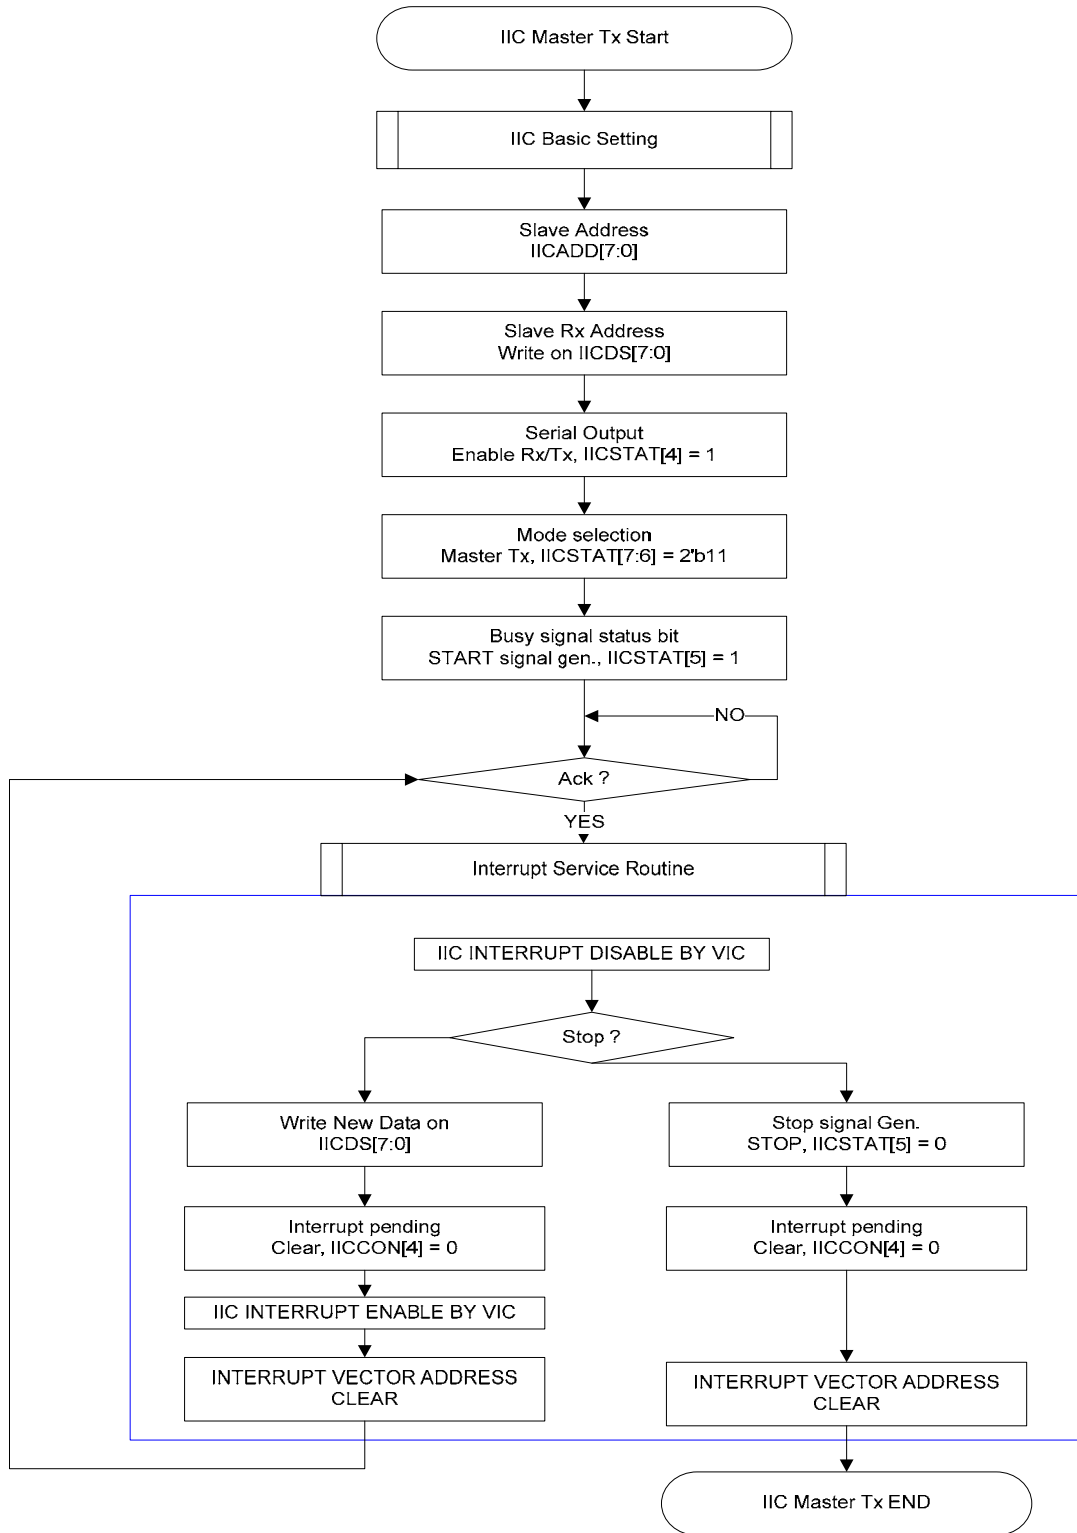 IIC Master Tx Start
IIC Basic Setting
Slave Address
IICADD[7:0]
Slave Rx Address
Write on IICDS[7:0]
Serial Output
Enable Rx/Tx, IICSTAT[4] = 1
Mode selection
Master Tx, IICSTAT[7:6] = 2'b11
Busy signal status bit
START signal gen., IICSTAT[5] = 1
NO
Ack ?
YES
Interrupt Service Routine
IIC INTERRUPT DISABLE BY VIC
Stop ?
Write New Data on
IICDS[7:0]
Interrupt pending
Clear, IICCON[4] = 0
IIC INTERRUPT ENABLE BY VIC
INTERRUPT VECTOR ADDRESS
CLEAR
Stop signal Gen.
STOP, IICSTAT[5] = 0
Interrupt pending
Clear, IICCON[4] = 0
INTERRUPT VECTOR ADDRESS
CLEAR
IIC Master Tx END